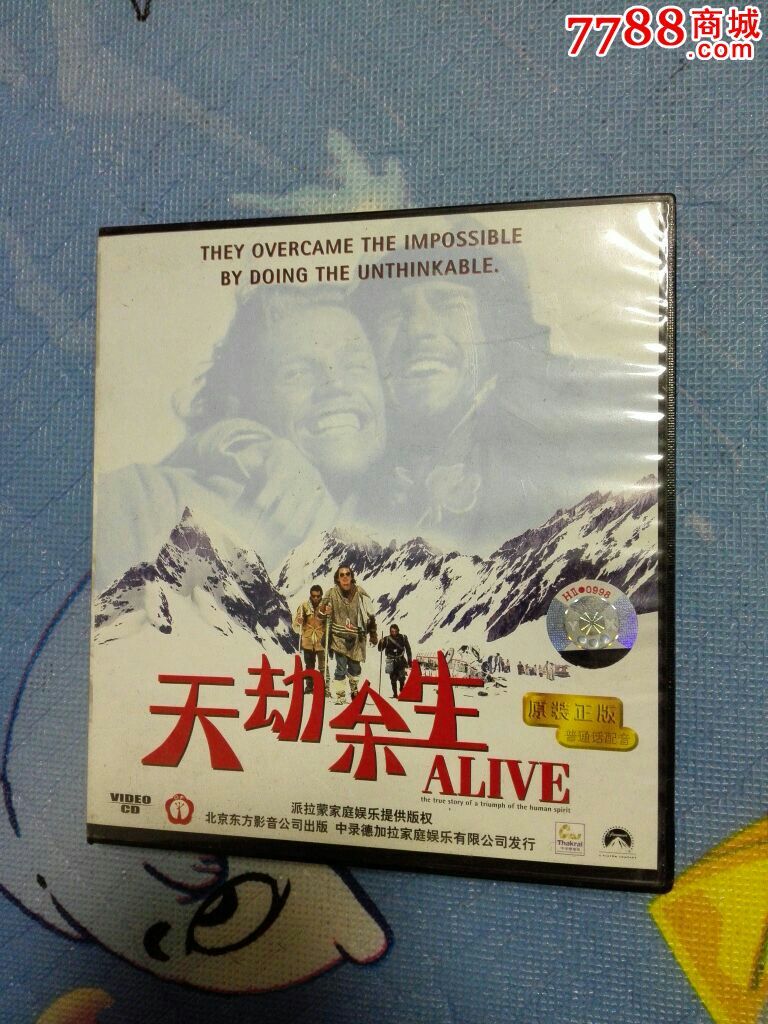 7788商城
.com
THEY OVERCAME THE IMPOSSIBLE
BY DOING THE UNTHINKABLE.
HII●0998
天劫余生
原装正版
普通话配音
ALIVE
the true story of a triumph of the human spirit
VIDEO
CD
派拉蒙家庭娱乐提供版权
北京东方影音公司出版 中录德加拉家庭娱乐有限公司发行
Thakral